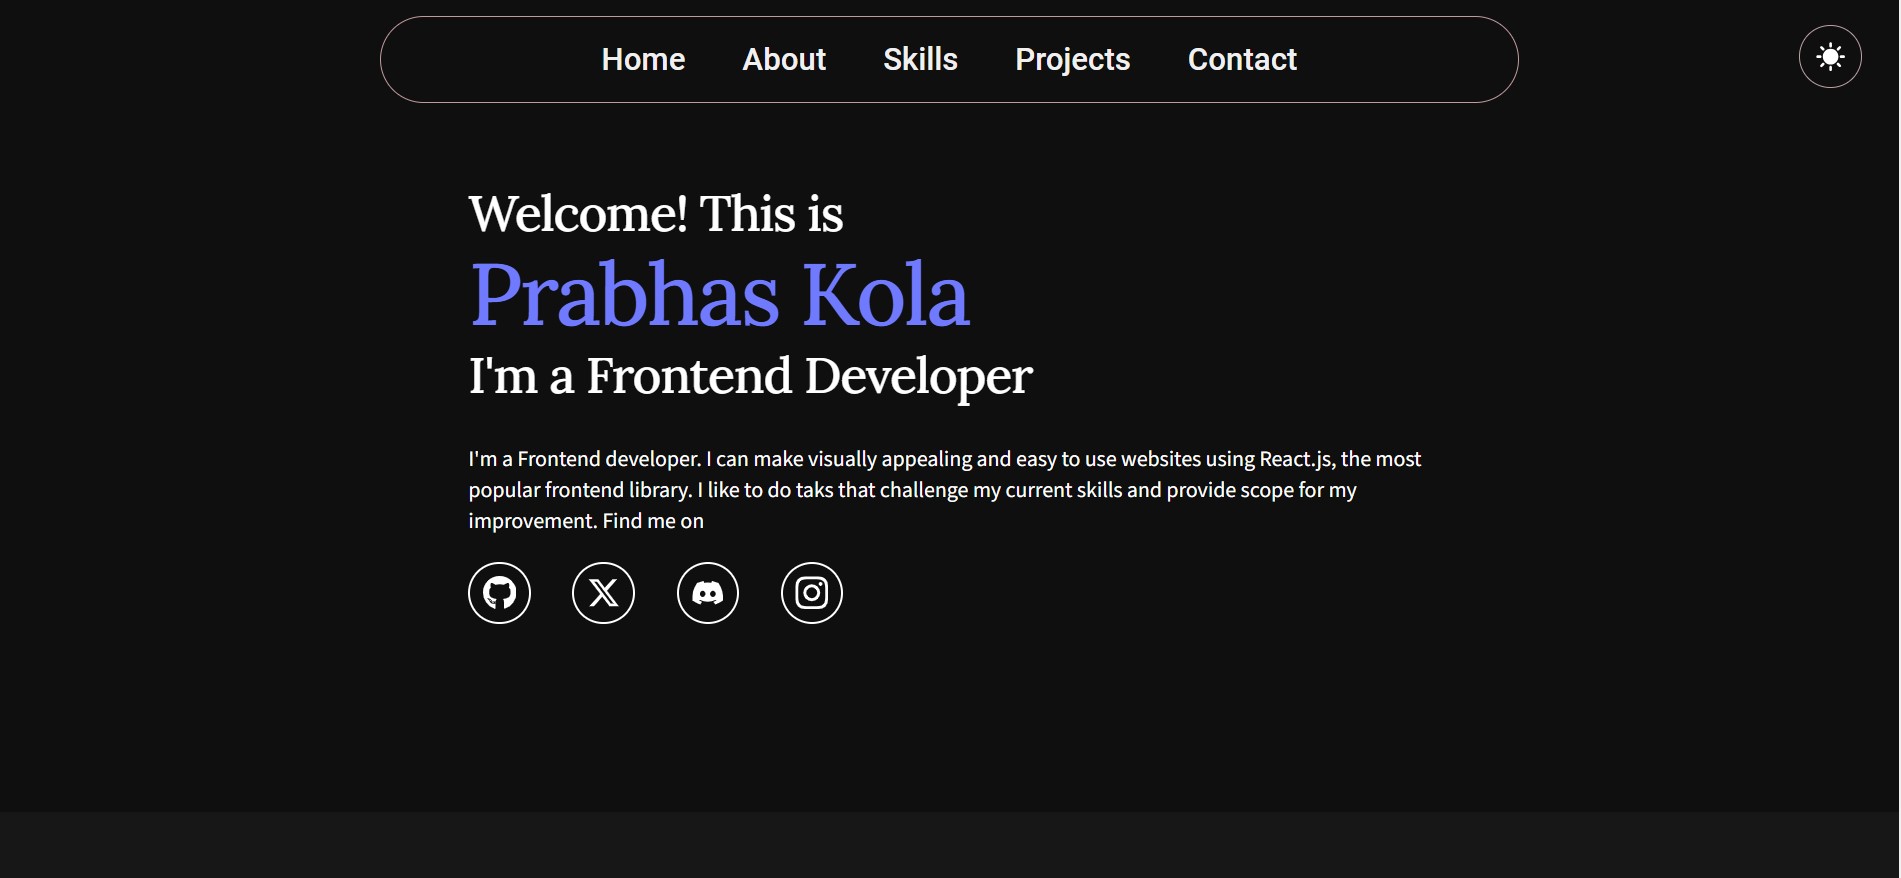 Home About Skills Projects Contact
Welcome! This is
Prabhas Kola
I'm a Frontend Developer
I'm a Frontend developer. I can make visually appealing and easy to use websites using React.js, the most
popular frontend library. I like to do taks that challenge my current skills and provide scope for my
improvement. Find me on